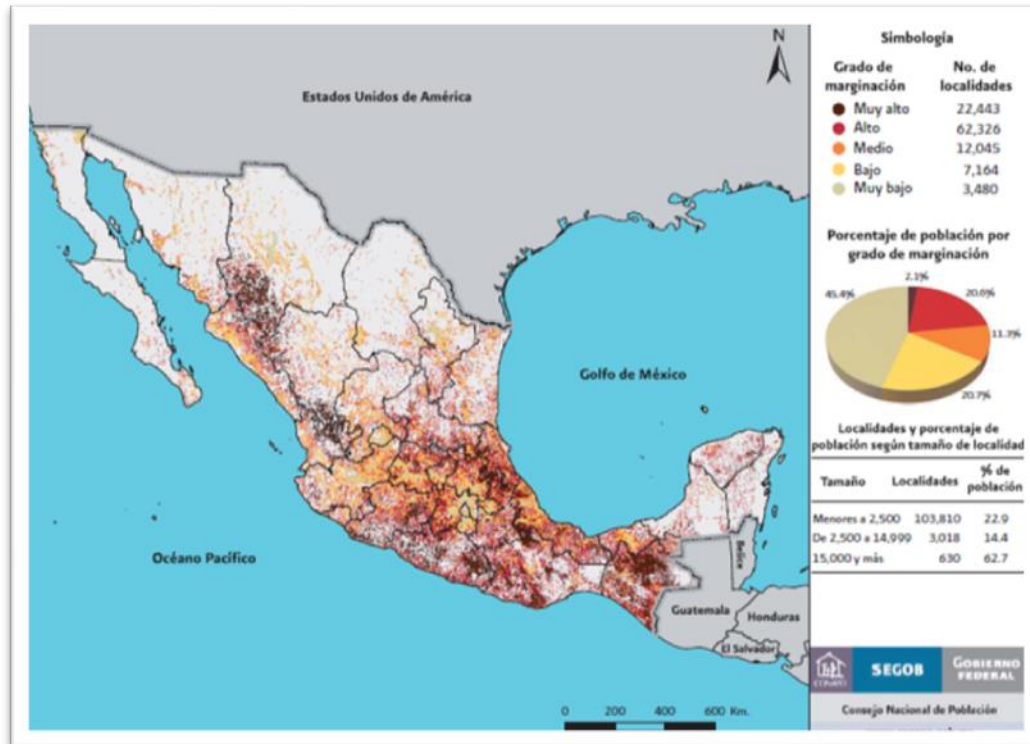 N
Estados Unidos de América
Golfo de México
Océano Pacífico
Belice
Guatemala
Honduras
El Salvador
0 200 400 600 Km.
Simbología
Grado de marginación No. de localidades
Muy alto 22,443
Alto 62,326
Medio 12,045
Bajo 7,164
Muy bajo 3,480
Porcentaje de población por
grado de marginación
2.1%
45.4%
20.6%
11.3%
20.7%
Localidades y porcentaje de
población según tamaño de localidad
Tamaño Localidades % de población
Menores a 2,500 103,810 22.9
De 2,500 a 14,999 3,018 14.4
15,000 y más 630 62.7
CONAPO
SEGOB
GOBIERNO
FEDERAL
Consejo Nacional de Población